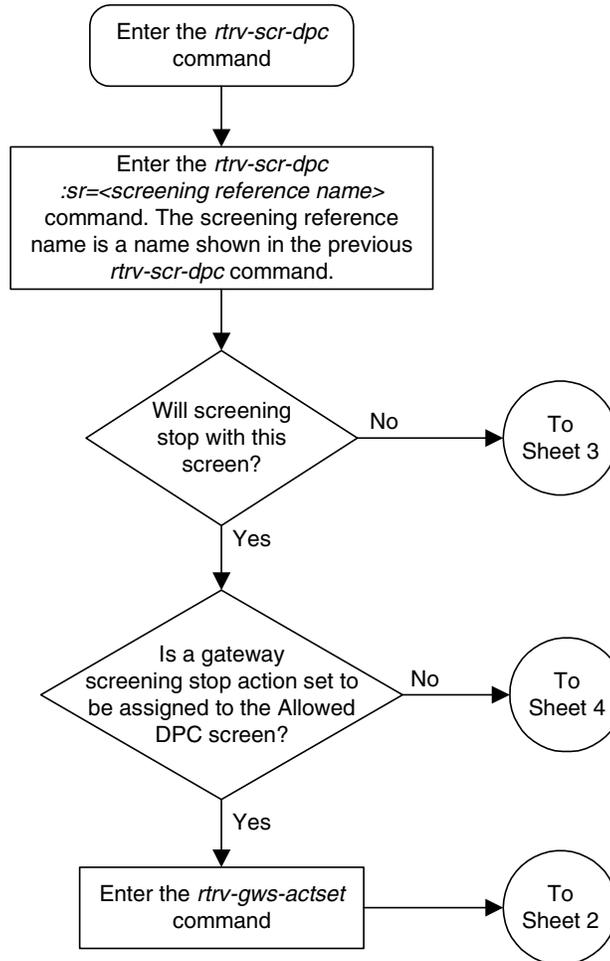 Enter the rtrv-scr-dpc
command
Enter the rtrv-scr-dpc
:sr=<screening reference name>
command. The screening reference
name is a name shown in the previous
rtrv-scr-dpc command.
Will screening
stop with this
screen?
No
To
Sheet 3
Yes
Is a gateway
screening stop action set to
be assigned to the Allowed
DPC screen?
No
To
Sheet 4
Yes
Enter the rtrv-gws-actset
command
To
Sheet 2